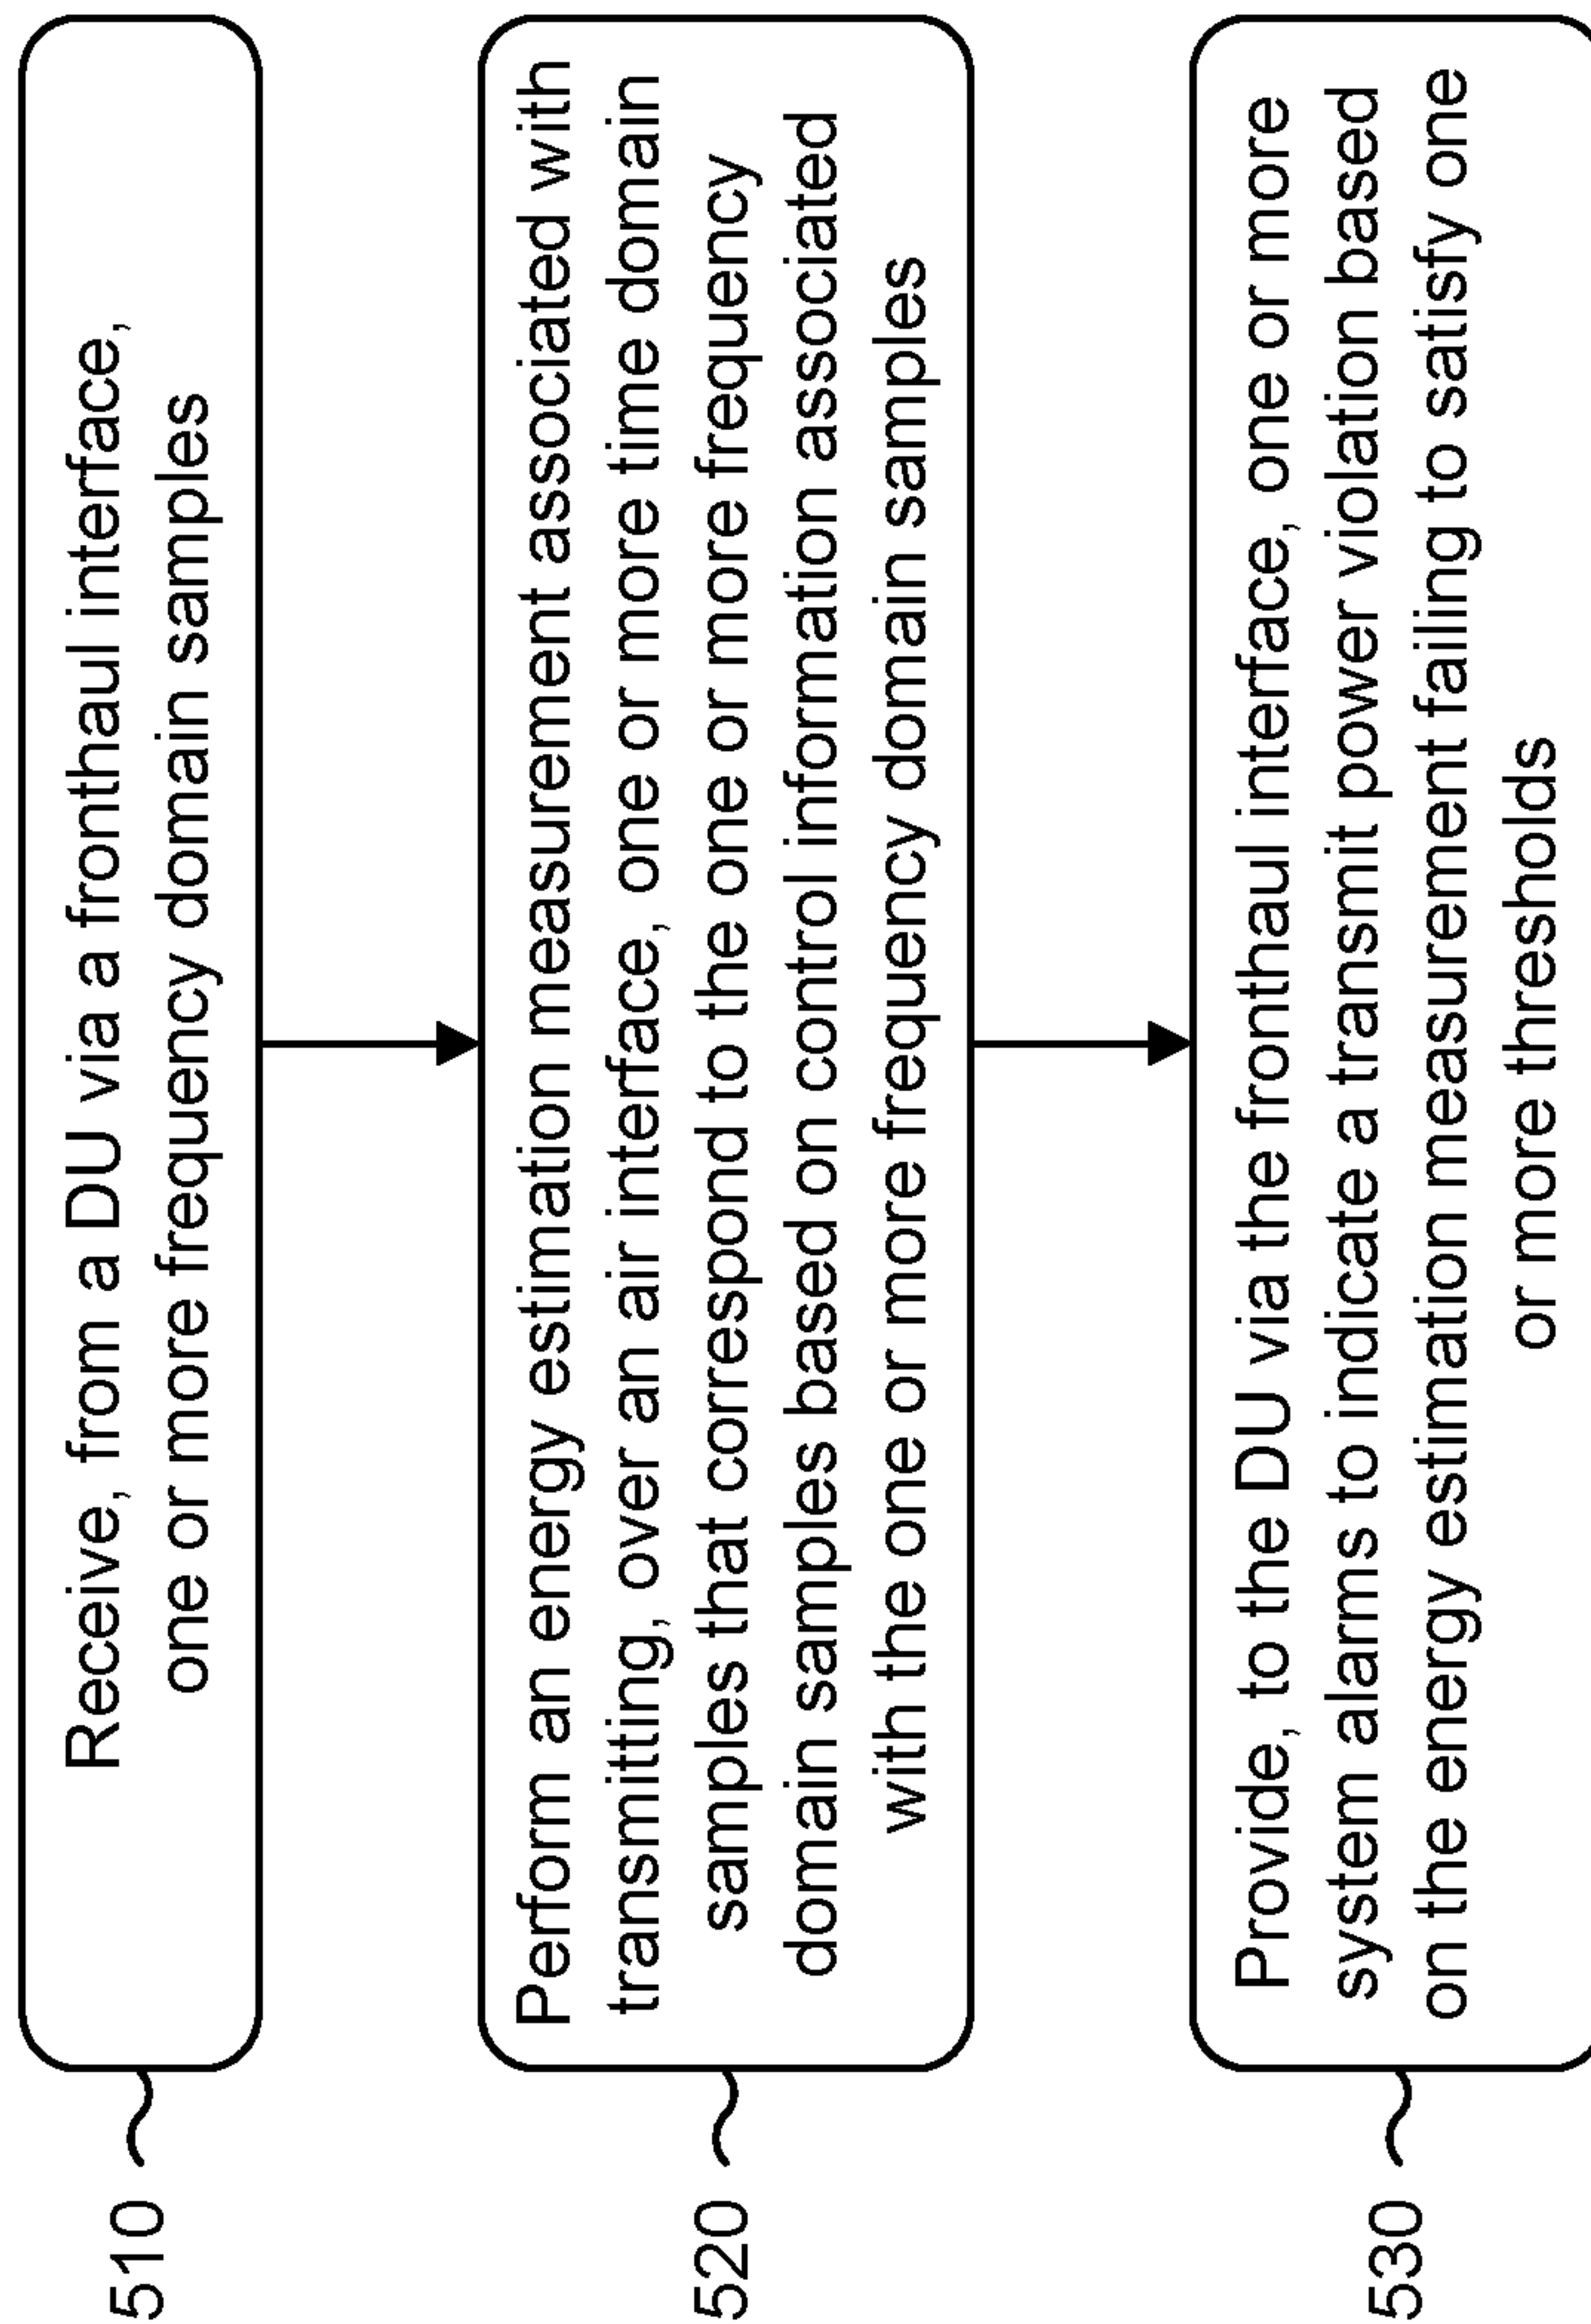 510
Receive, from a DU via a fronthaul interface,
one or more frequency domain samples
520
Perform an energy estimation measurement associated with
transmitting, over an air interface, one or more time domain
samples that correspond to the one or more frequency
domain samples based on control information associated
with the one or more frequency domain samples
530
Provide, to the DU via the fronthaul interface, one or more
system alarms to indicate a transmit power violation based
on the energy estimation measurement failing to satisfy one
or more thresholds